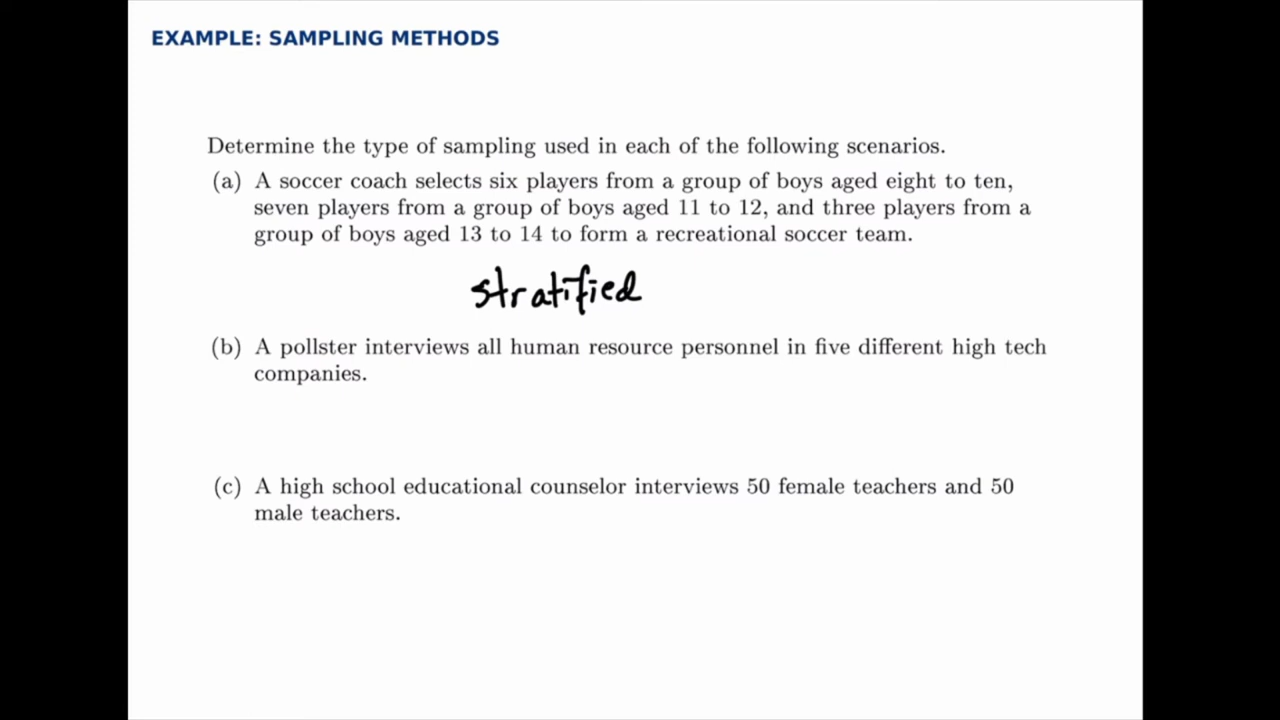 EXAMPLE: SAMPLING METHODS
Determine the type of sampling used in each of the following scenarios.
(a) A soccer coach selects six players from a group of boys aged eight to ten,
seven players from a group of boys aged 11 to 12, and three players from a
group of boys aged 13 to 14 to form a recreational soccer team.
stratified
(b) A pollster interviews all human resource personnel in five different high tech
companies.
(c) A high school educational counselor interviews 50 female teachers and 50
male teachers.